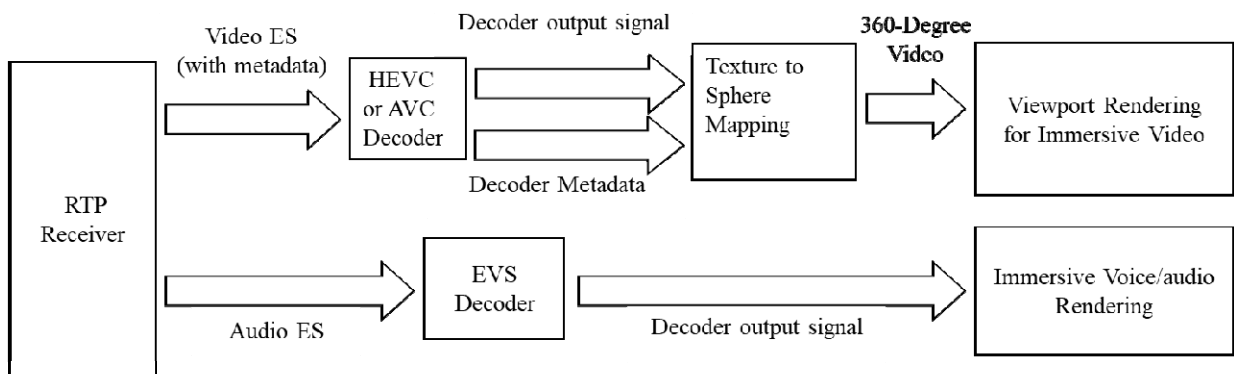 Video ES
(with metadata)
Decoder output signal
360-Degree
Video
HEVC
or AVC
Decoder
Texture to
Sphere
Mapping
Viewport Rendering
for Immersive Video
Decoder Metadata
RTP
Receiver
EVS
Decoder
Immersive Voice/audio
Rendering
Audio ES
Decoder output signal